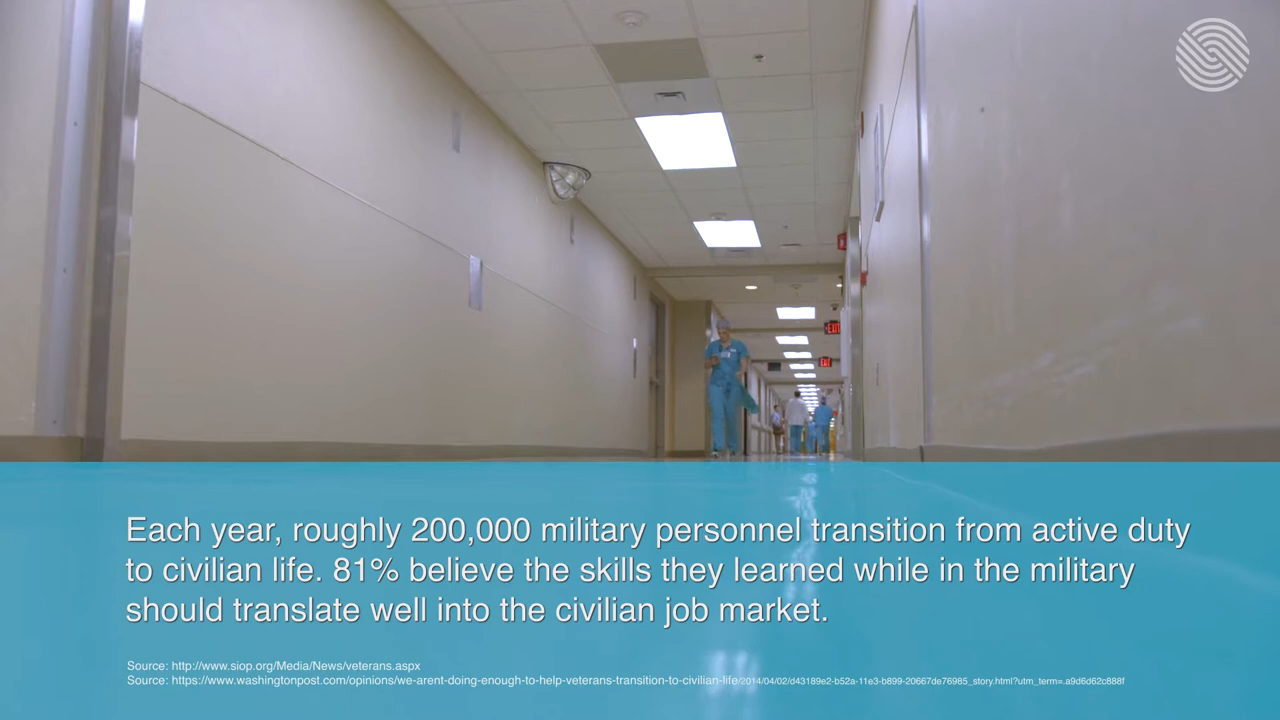 EXIT
EXIT
Each year, roughly 200,000 military personnel transition from active duty
to civilian life. 81% believe the skills they learned while in the military
should translate well into the civilian job market.
Source: http://www.siop.org/Media/News/veterans.aspx
Source: https://www.washingtonpost.com/opinions/we-arent-doing-enough-to-help-veterans-transition-to-civilian-life/2014/04/02/d43189e2-b52a-11e3-b899-20667de76985_story.html?utm_term=.a9d6d62c888f